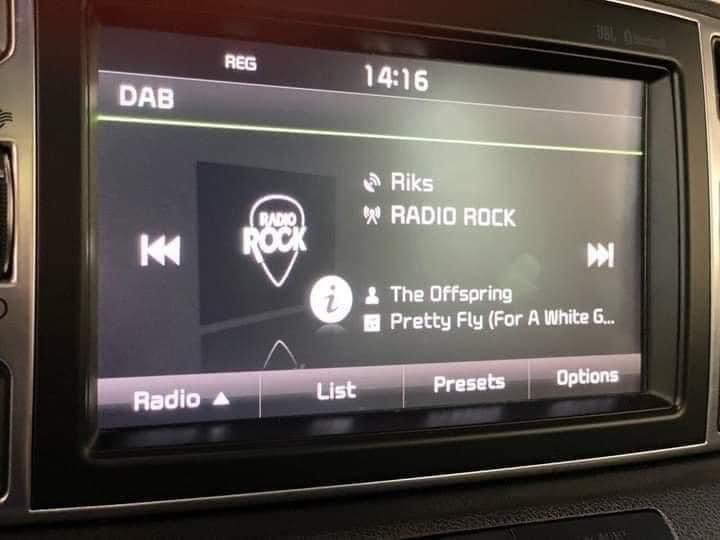 JBL
REG
14:16
DAB
Riks
RADIO ROCK
RADIO
ROCK
The Offspring
Pretty Fly (For A White G...
Radio ▲
List
Presets
Options